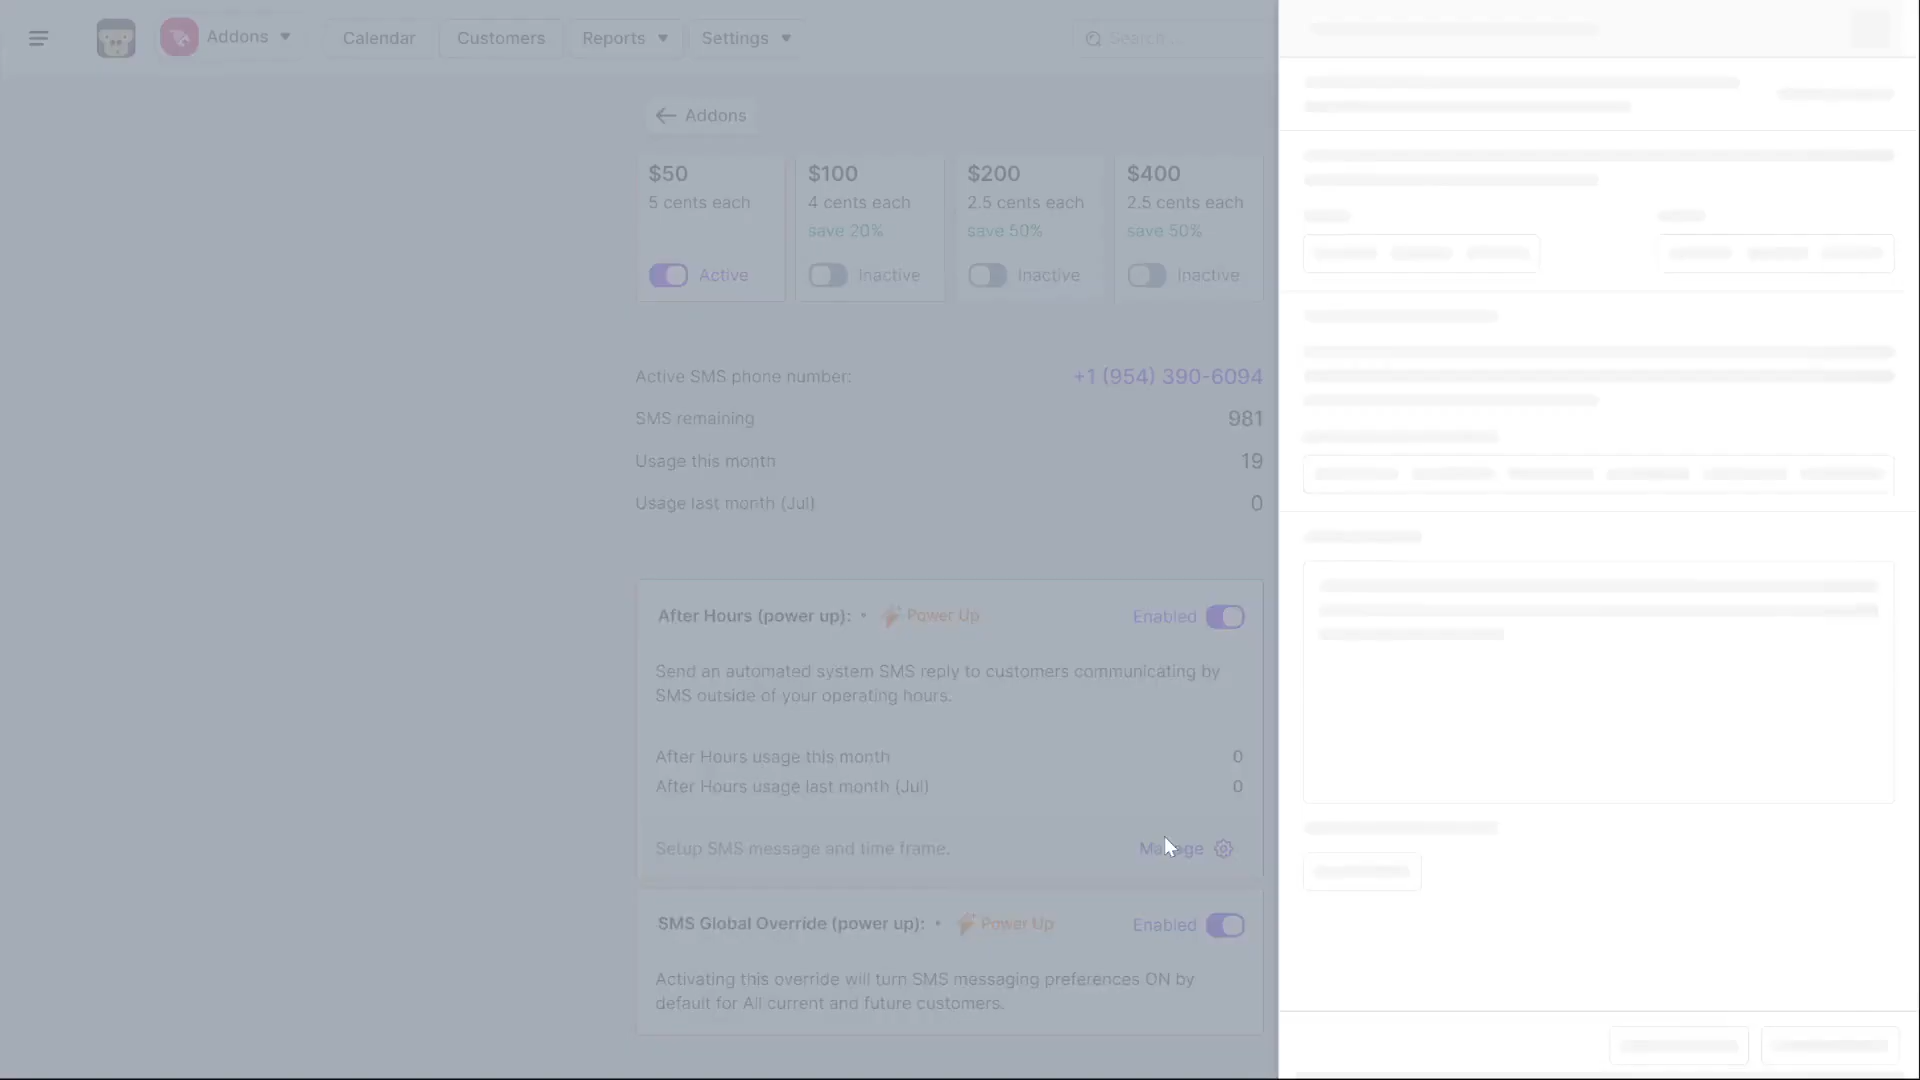 Addons
Calendar
Customers
Reports
Settings
Search...
Addons
$50
5 cents each
Active
$100
4 cents each
save 20%
Inactive
$200
2.5 cents each
save 50%
Inactive
$400
2.5 cents each
save 50%
Inactive
Active SMS phone number: +1 (954) 390-6094
SMS remaining 981
Usage this month 19
Usage last month (Jul) 0
After Hours (power up): • Power Up Enabled
Send an automated system SMS reply to customers communicating by
SMS outside of your operating hours.
After Hours usage this month 0
After Hours usage last month (Jul) 0
Setup SMS message and time frame. Manage
SMS Global Override (power up): • Power Up Enabled
Activating this override will turn SMS messaging preferences ON by
default for All current and future customers.